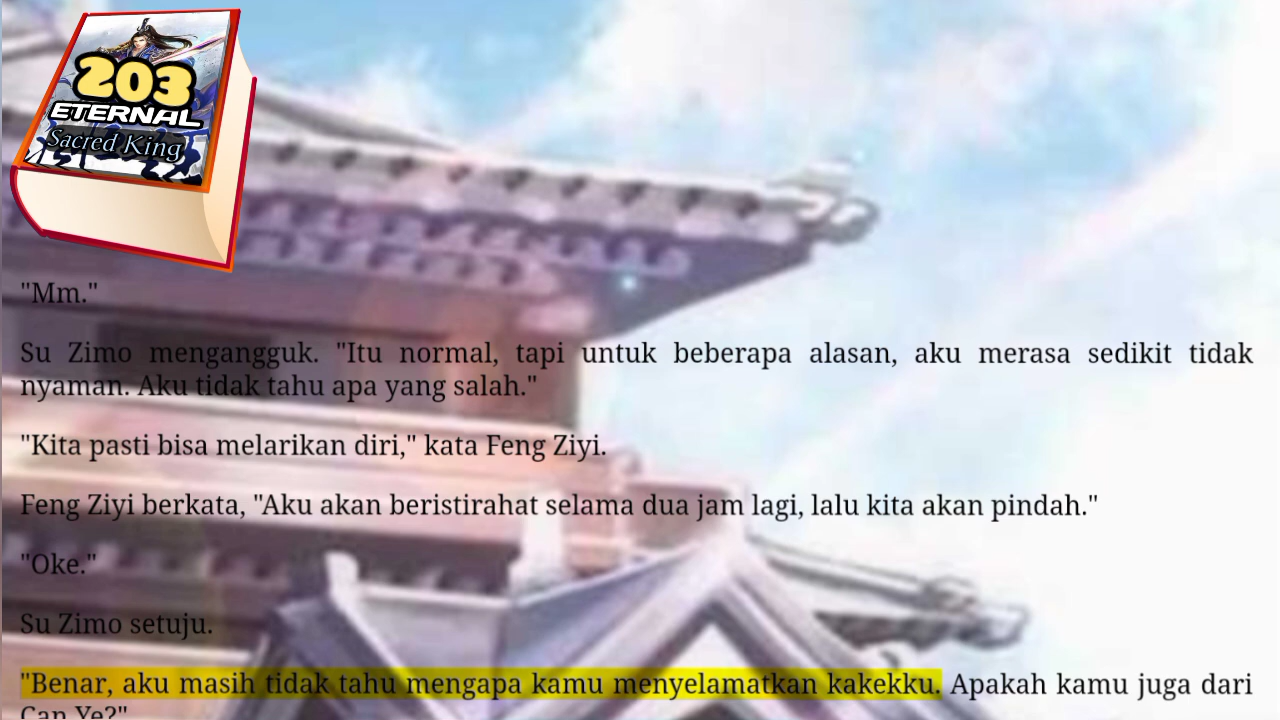 203
ETERNAL
Sacred King
"Mm."
Su Zimo mengangguk. "Itu normal, tapi untuk beberapa alasan, aku merasa sedikit tidak
nyaman. Aku tidak tahu apa yang salah."
"Kita pasti bisa melarikan diri," kata Feng Ziyi.
Feng Ziyi berkata, "Aku akan beristirahat selama dua jam lagi, lalu kita akan pindah."
"Oke."
Su Zimo setuju.
"Benar, aku masih tidak tahu mengapa kamu menyelamatkan kakekku. Apakah kamu juga dari
Can Ye?"